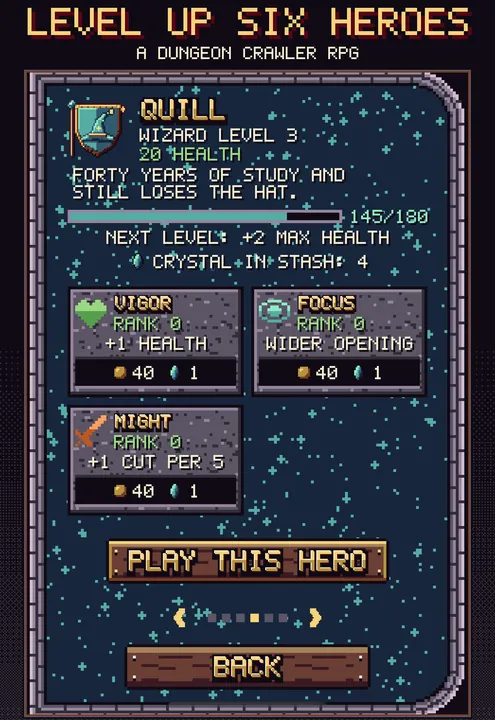 LEVEL UP SIX HEROES
A DUNGEON CRAWLER RPG
QUILL
WIZARD LEVEL 3
20 HEALTH
FORTY YEARS OF STUDY AND
STILL LOSES THE HAT.
145/180
NEXT LEVEL: +2 MAX HEALTH
CRYSTAL IN STASH: 4
VIGOR
RANK 0
+1 HEALTH
40 1
FOCUS
RANK 0
WIDER OPENING
40 1
MIGHT
RANK 0
+1 CUT PER 5
40 1
PLAY THIS HERO
BACK